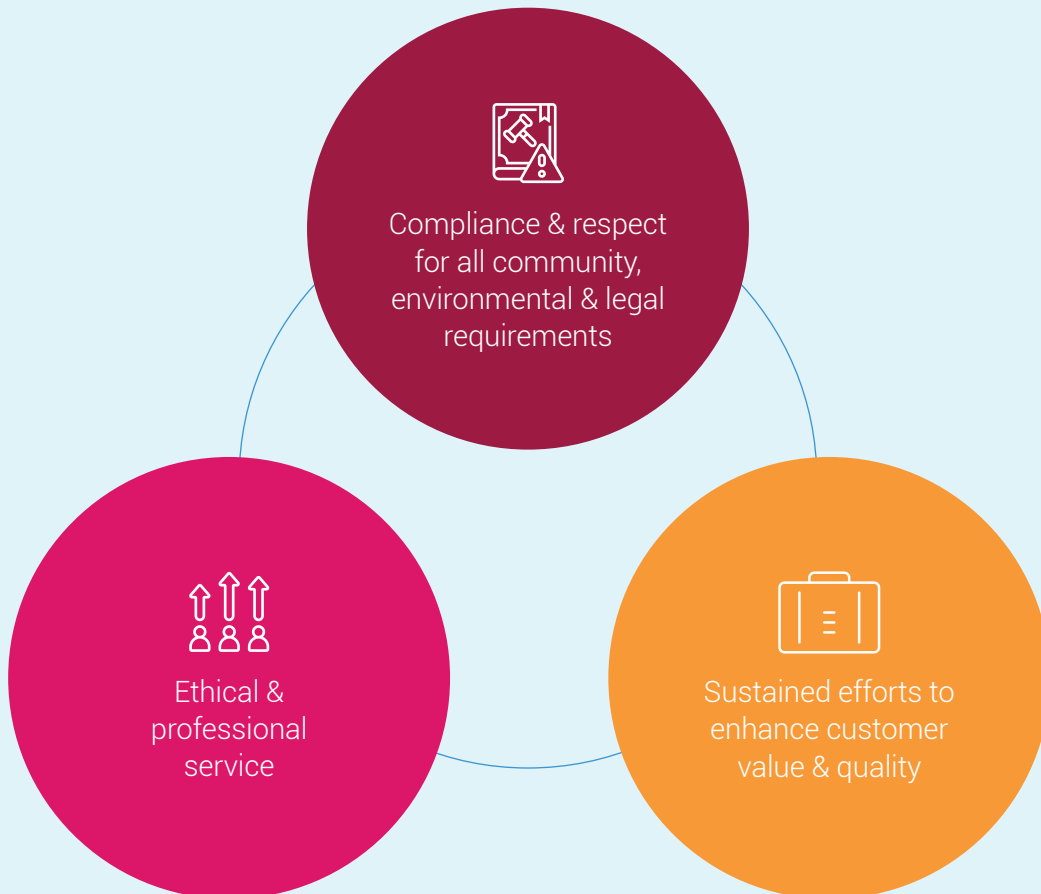 Compliance & respect
for all community,
environmental & legal
requirements
Ethical &
professional
service
Sustained efforts to
enhance customer
value & quality